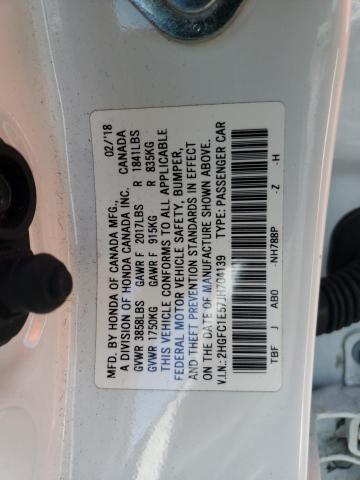 MFD. BY HONDA OF CANADA MFG., 02/'18
A DIVISION OF HONDA CANADA INC. CANADA
GVWR 3858LBS GAWR F 2017LBS R 1841LBS
GVWR 1750KG GAWR F 915KG R 835KG
THIS VEHICLE CONFORMS TO ALL APPLICABLE
FEDERAL MOTOR VEHICLE SAFETY, BUMPER,
AND THEFT PREVENTION STANDARDS IN EFFECT
ON THE DATE OF MANUFACTURE SHOWN ABOVE.
V.I.N.: 2HGFC1E57JH704139 TYPE: PASSENGER CAR
TBF J AB0 -NH788P -Z -H